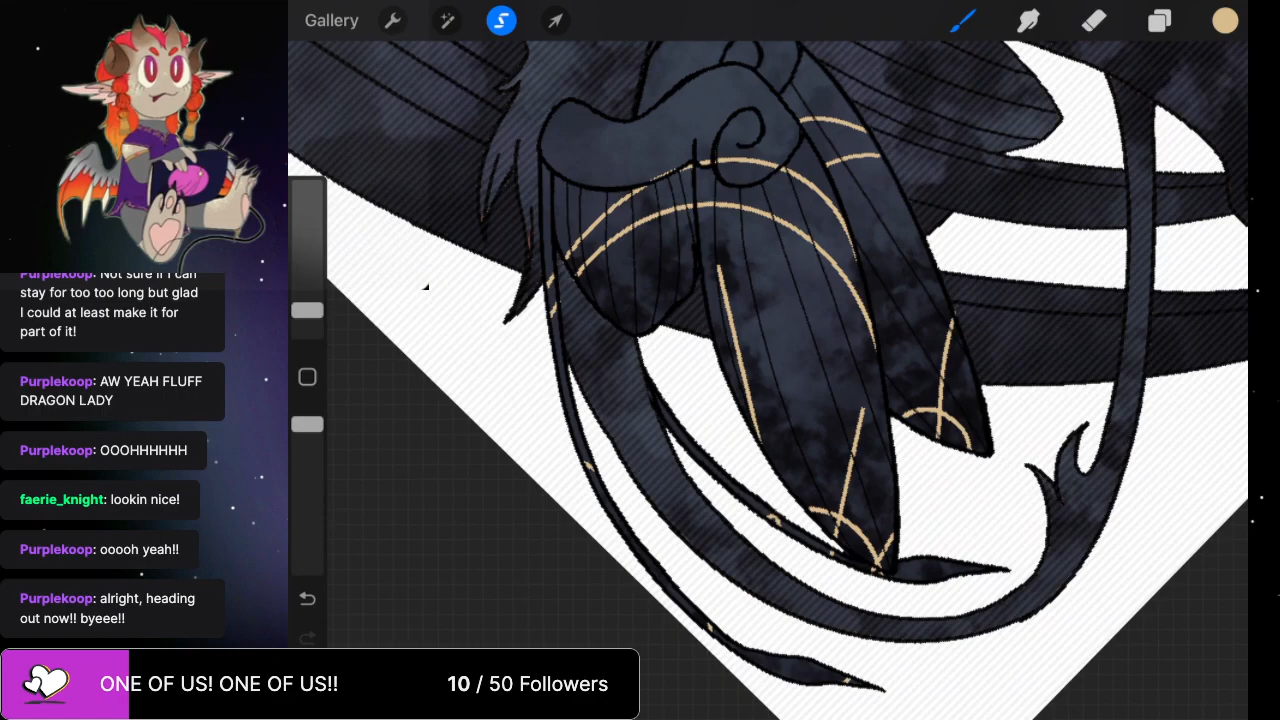 Gallery
Purplekoop: Not sure if I can
stay for too too long but glad
I could at least make it for
part of it!
Purplekoop: AW YEAH FLUFF
DRAGON LADY
Purplekoop: OOOHHHHHH
faerie_knight: lookin nice!
Purplekoop: ooooh yeah!!
Purplekoop: alright, heading
out now!! byeee!!
ONE OF US! ONE OF US!!
10 / 50 Followers